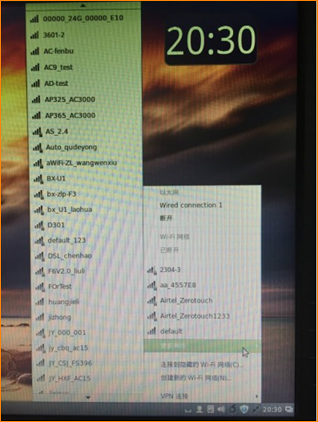 00000_24G_00000_E10
3601-2
AC-fenbu
AC9_test
AD-test
AP325_AC3000
AP365_AC3000
AS_2.4
Auto_qudeyong
aWiFi-ZL_wangwenxiu
BX-U1
bx-zlp-F3
bx_U1_laohua
D301
default_123
DSL_chenhao
F6V2.0_liuli
FOrTest
huangjieli
jizhong
JY_000_001
jy_cbq_ac15
JY_CSJ_FS396
JY_HXF_AC15
20:30
以太网
Wired connection 1
断开
Wi-Fi 网络
已断开
2304-3
aa_4557E8
Airtel_Zerotouch
Airtel_Zerotouch1233
default
更多网络
连接到隐藏的 Wi-Fi 网络(C)...
创建新的 Wi-Fi 网络(N)...
VPN 连接
20:30